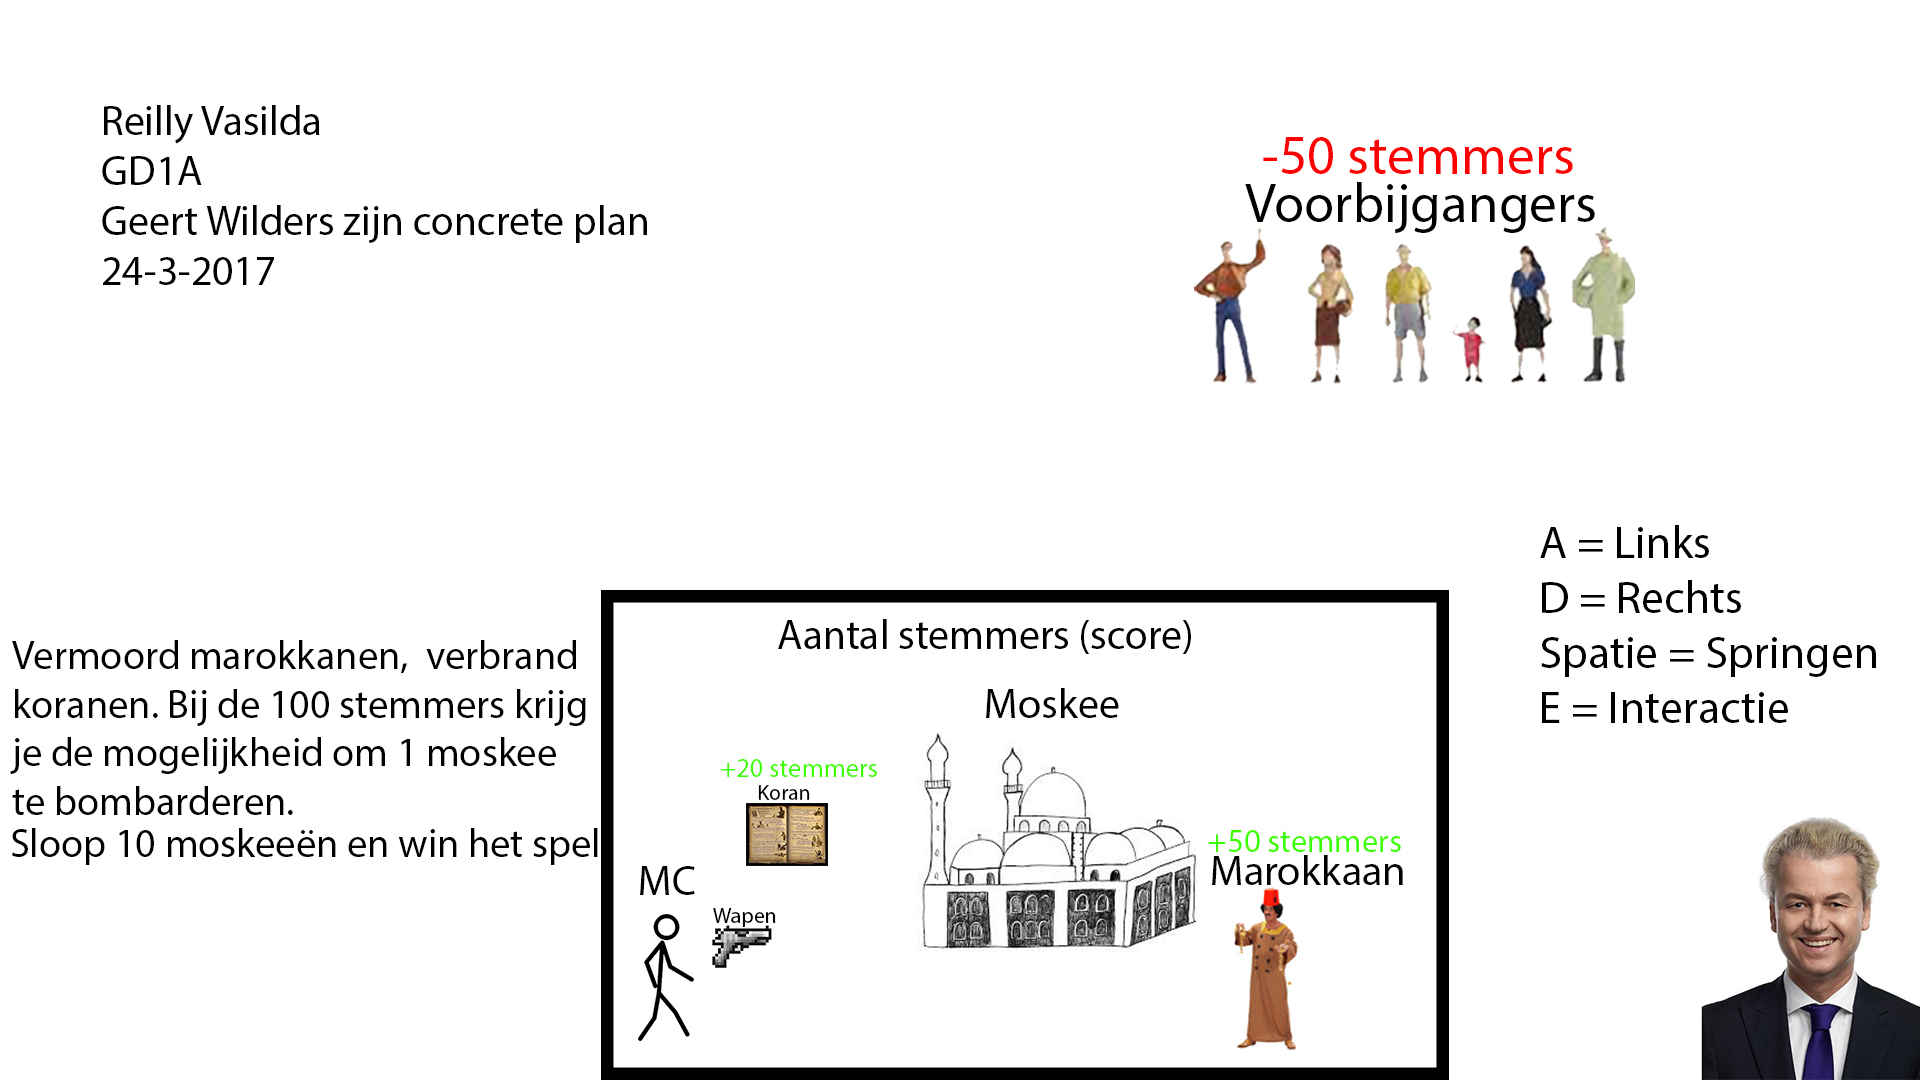 Reilly Vasilda
GD1A
Geert Wilders zijn concrete plan
24-3-2017
-50 stemmers
Voorbijgangers
A = Links
D = Rechts
Spatie = Springen
E = Interactie
Vermoord marokkanen, verbrand
koranen. Bij de 100 stemmers krijg
je de mogelijkheid om 1 moskee
te bombarderen.
Sloop 10 moskeeën en win het spel
Aantal stemmers (score)
Moskee
+20 stemmers
Koran
+50 stemmers
Marokkaan
MC
Wapen